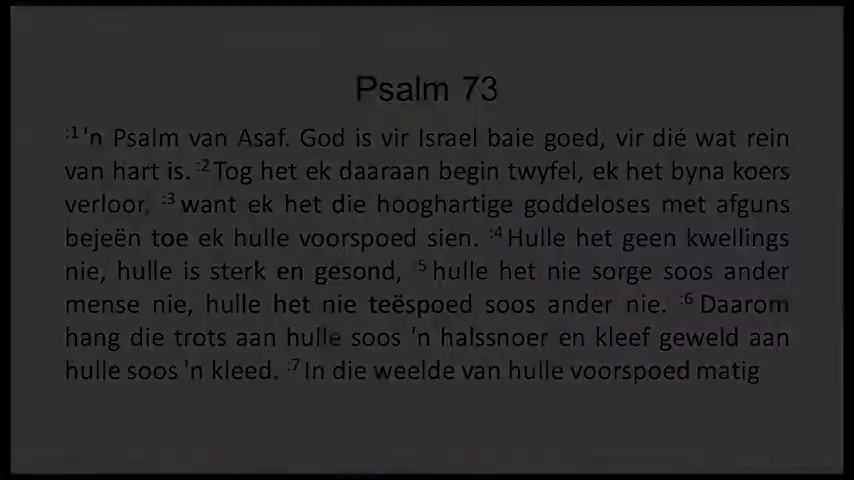 Psalm 73
:1 'n Psalm van Asaf. God is vir Israel baie goed, vir dié wat rein
van hart is. :2 Tog het ek daaraan begin twyfel, ek het byna koers
verloor, :3 want ek het die hooghartige goddeloses met afguns
bejeën toe ek hulle voorspoed sien. :4 Hulle het geen kwellings
nie, hulle is sterk en gesond, :5 hulle het nie sorge soos ander
mense nie, hulle het nie teëspoed soos ander nie. :6 Daarom
hang die trots aan hulle soos 'n halssnoer en kleef geweld aan
hulle soos 'n kleed. :7 In die weelde van hulle voorspoed matig